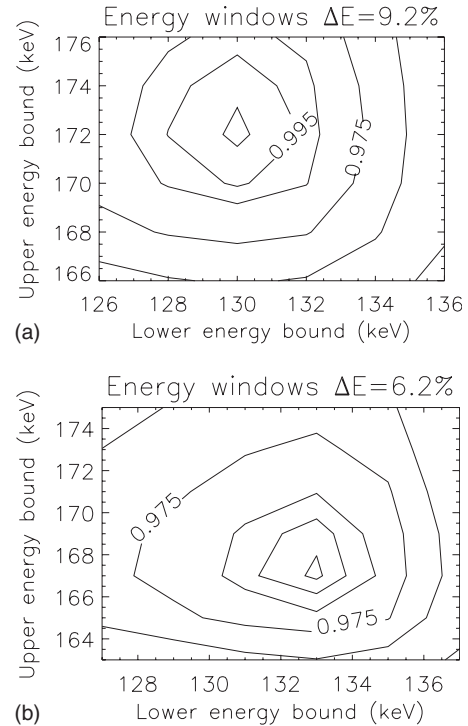 Energy windows ΔE=9.2%
Upper energy bound (keV)
176
174
172
170
168
166
0.995
0.975
126 128 130 132 134 136
(a)
Lower energy bound (keV)
Energy windows ΔE=6.2%
Upper energy bound (keV)
174
172
170
168
166
164
0.975
0.975
128 130 132 134 136
(b)
Lower energy bound (keV)